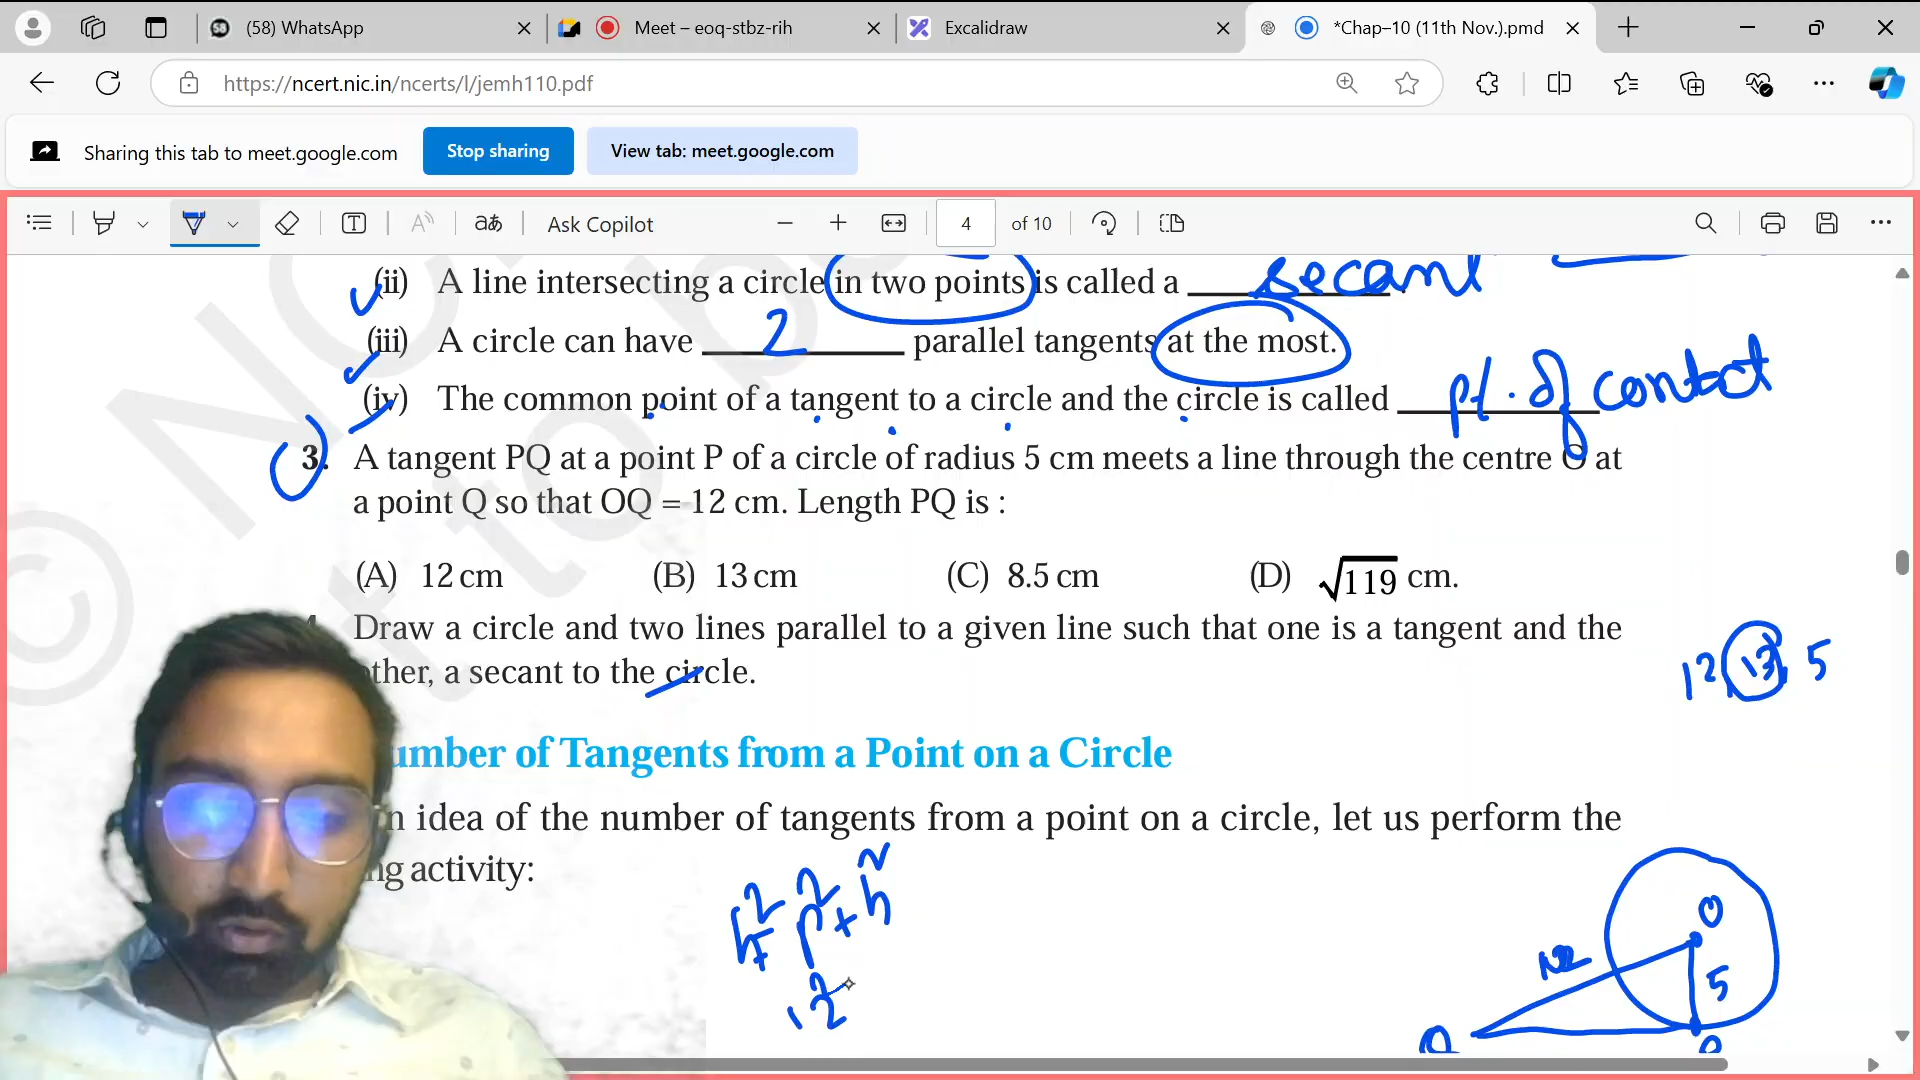 (58) WhatsApp
Meet – eoq-stbz-rih
Excalidraw
*Chap–10 (11th Nov.).pmd
https://ncert.nic.in/ncerts/l/jemh110.pdf
Sharing this tab to meet.google.com
Stop sharing
View tab: meet.google.com
Ask Copilot
4 of 10
(ii) A line intersecting a circle in two points is called a secant .
(iii) A circle can have 2 parallel tangents at the most.
(iv) The common point of a tangent to a circle and the circle is called pt. of contact
3. A tangent PQ at a point P of a circle of radius 5 cm meets a line through the centre O at
a point Q so that OQ = 12 cm. Length PQ is :
(A) 12 cm (B) 13 cm (C) 8.5 cm (D) √119 cm.
Draw a circle and two lines parallel to a given line such that one is a tangent and the
ther, a secant to the circle.
12, 13, 5
umber of Tangents from a Point on a Circle
n idea of the number of tangents from a point on a circle, let us perform the
ng activity:
O
5
12